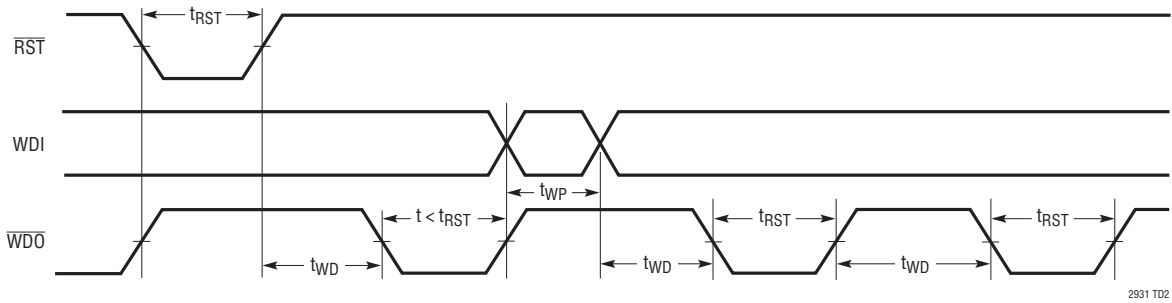 tRST
RST
WDI
tWP
t < tRST
tRST
tRST
WDO
tWD
tWD
tWD
2931 TD2